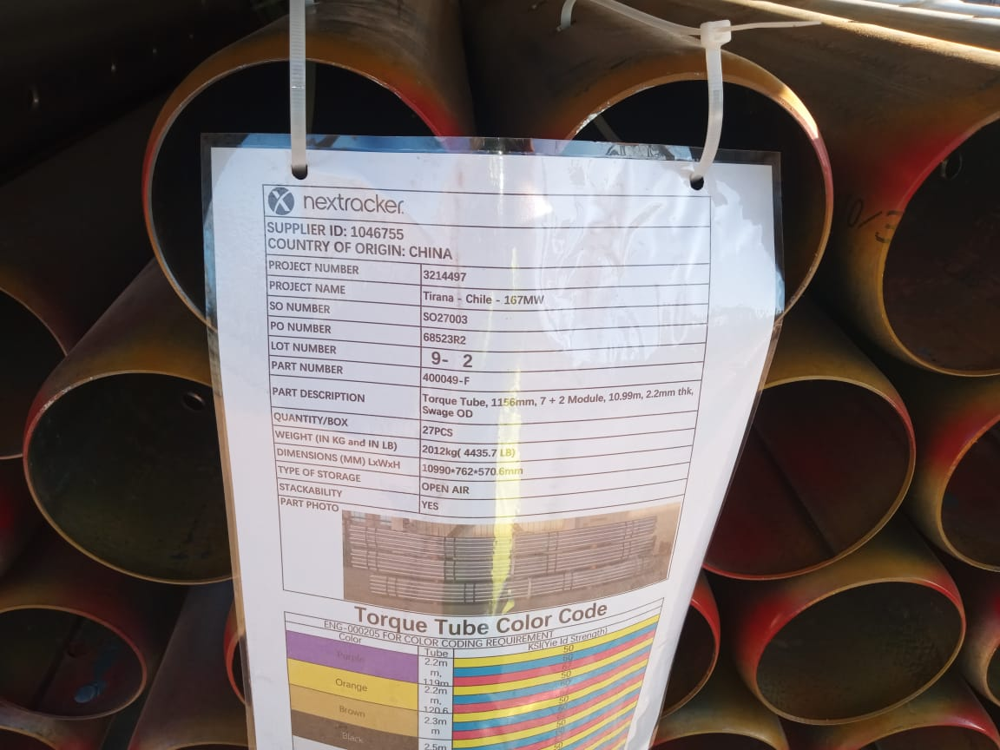 nextracker.
SUPPLIER ID: 1046755
COUNTRY OF ORIGIN: CHINA
PROJECT NUMBER 3214497
PROJECT NAME Tirana - Chile - 167MW
SO NUMBER SO27003
PO NUMBER 68523R2
LOT NUMBER 9- 2
PART NUMBER 400049-F
PART DESCRIPTION Torque Tube, 1156mm, 7 + 2 Module, 10.99m, 2.2mm thk,
Swage OD
QUANTITY/BOX 27PCS
WEIGHT (IN KG and IN LB) 2012kg( 4435.7 LB)
DIMENSIONS (MM) LxWxH 10990*762*570.6mm
TYPE OF STORAGE OPEN AIR
STACKABILITY YES
PART PHOTO
Torque Tube Color Code
ENG-000205 FOR COLOR CODING REQUIREMENT
Color Tube KSI(Yie ld Strength)
Purple 2.2m
m,
119m
50
Orange 2.2m
m,
120.6
50
Brown 2.3m
m
50
Black 2.5m
50